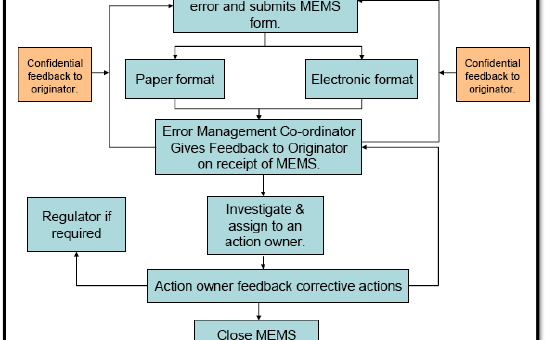 error and submits MEMS
form.
Confidential
feedback to
originator.
Paper format
Electronic format
Confidential
feedback to
originator.
Error Management Co-ordinator
Gives Feedback to Originator
on receipt of MEMS.
Investigate &
assign to an
action owner.
Regulator if
required
Action owner feedback corrective actions
Close MEMS